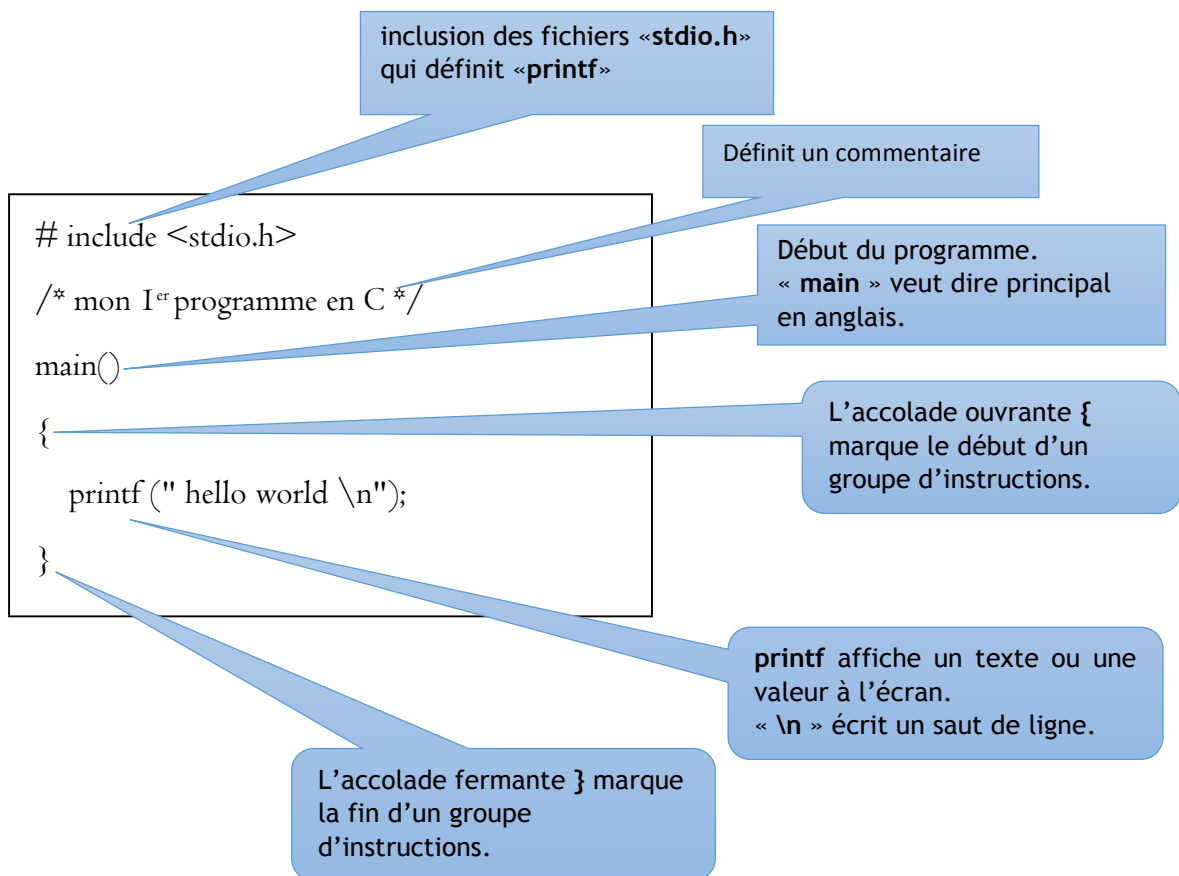 inclusion des fichiers «stdio.h»
qui définit «printf»
Définit un commentaire
# include <stdio.h>
/* mon 1er programme en C */
main()
{
printf (" hello world \n");
}
Début du programme.
« main » veut dire principal
en anglais.
L’accolade ouvrante {
marque le début d’un
groupe d’instructions.
printf affiche un texte ou une
valeur à l’écran.
« \n » écrit un saut de ligne.
L’accolade fermante } marque
la fin d’un groupe
d’instructions.